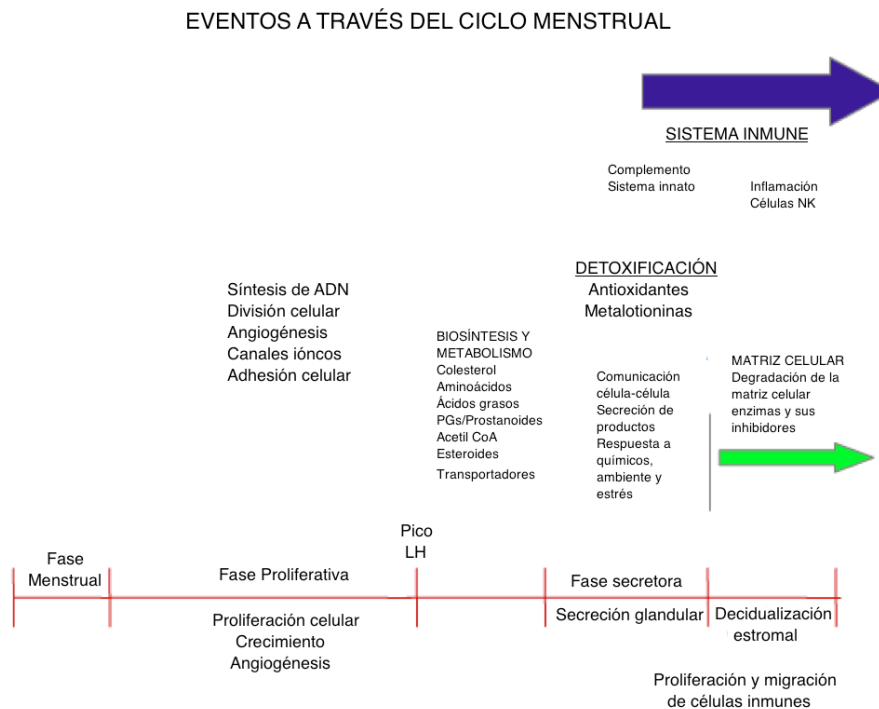 EVENTOS A TRAVÉS DEL CICLO MENSTRUAL
SISTEMA INMUNE
Complemento
Sistema innato
Inflamación
Células NK
DETOXIFICACIÓN
Antioxidantes
Metalotioninas
Síntesis de ADN
División celular
Angiogénesis
Canales ióncos
Adhesión celular
BIOSÍNTESIS Y
METABOLISMO
Colesterol
Aminoácidos
Ácidos grasos
PGs/Prostanoides
Acetil CoA
Esteroides
Transportadores
Comunicación
célula-célula
Secreción de
productos
Respuesta a
químicos,
ambiente y
estrés
MATRIZ CELULAR
Degradación de la
matriz celular
enzimas y sus
inhibidores
Pico
LH
Fase
Menstrual
Fase Proliferativa
Fase secretora
Proliferación celular
Crecimiento
Angiogénesis
Secreción glandular
Decidualización
estromal
Proliferación y migración
de células inmunes